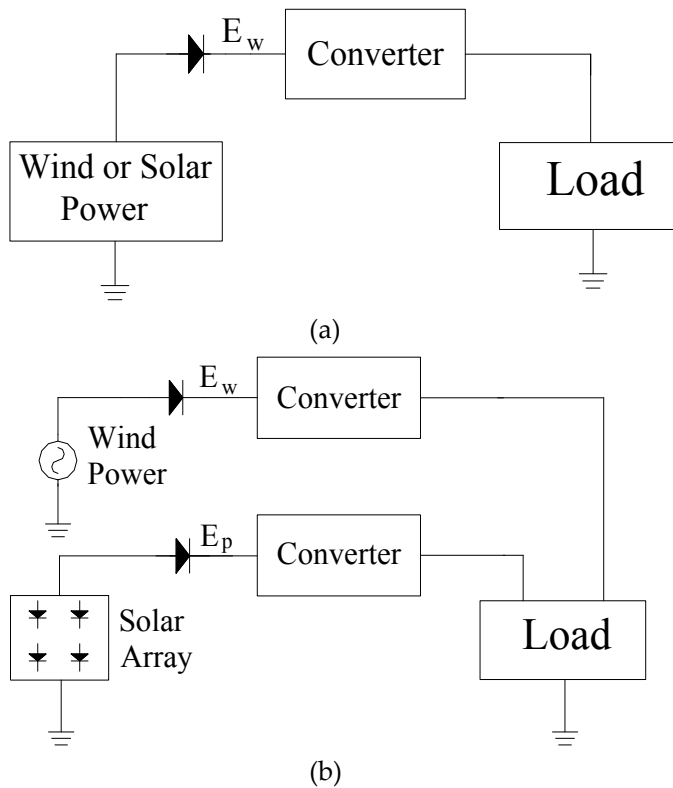 E_w
Converter
Wind or Solar
Power
Load
(a)
E_w
Converter
Wind
Power
E_p
Converter
Solar
Array
Load
(b)